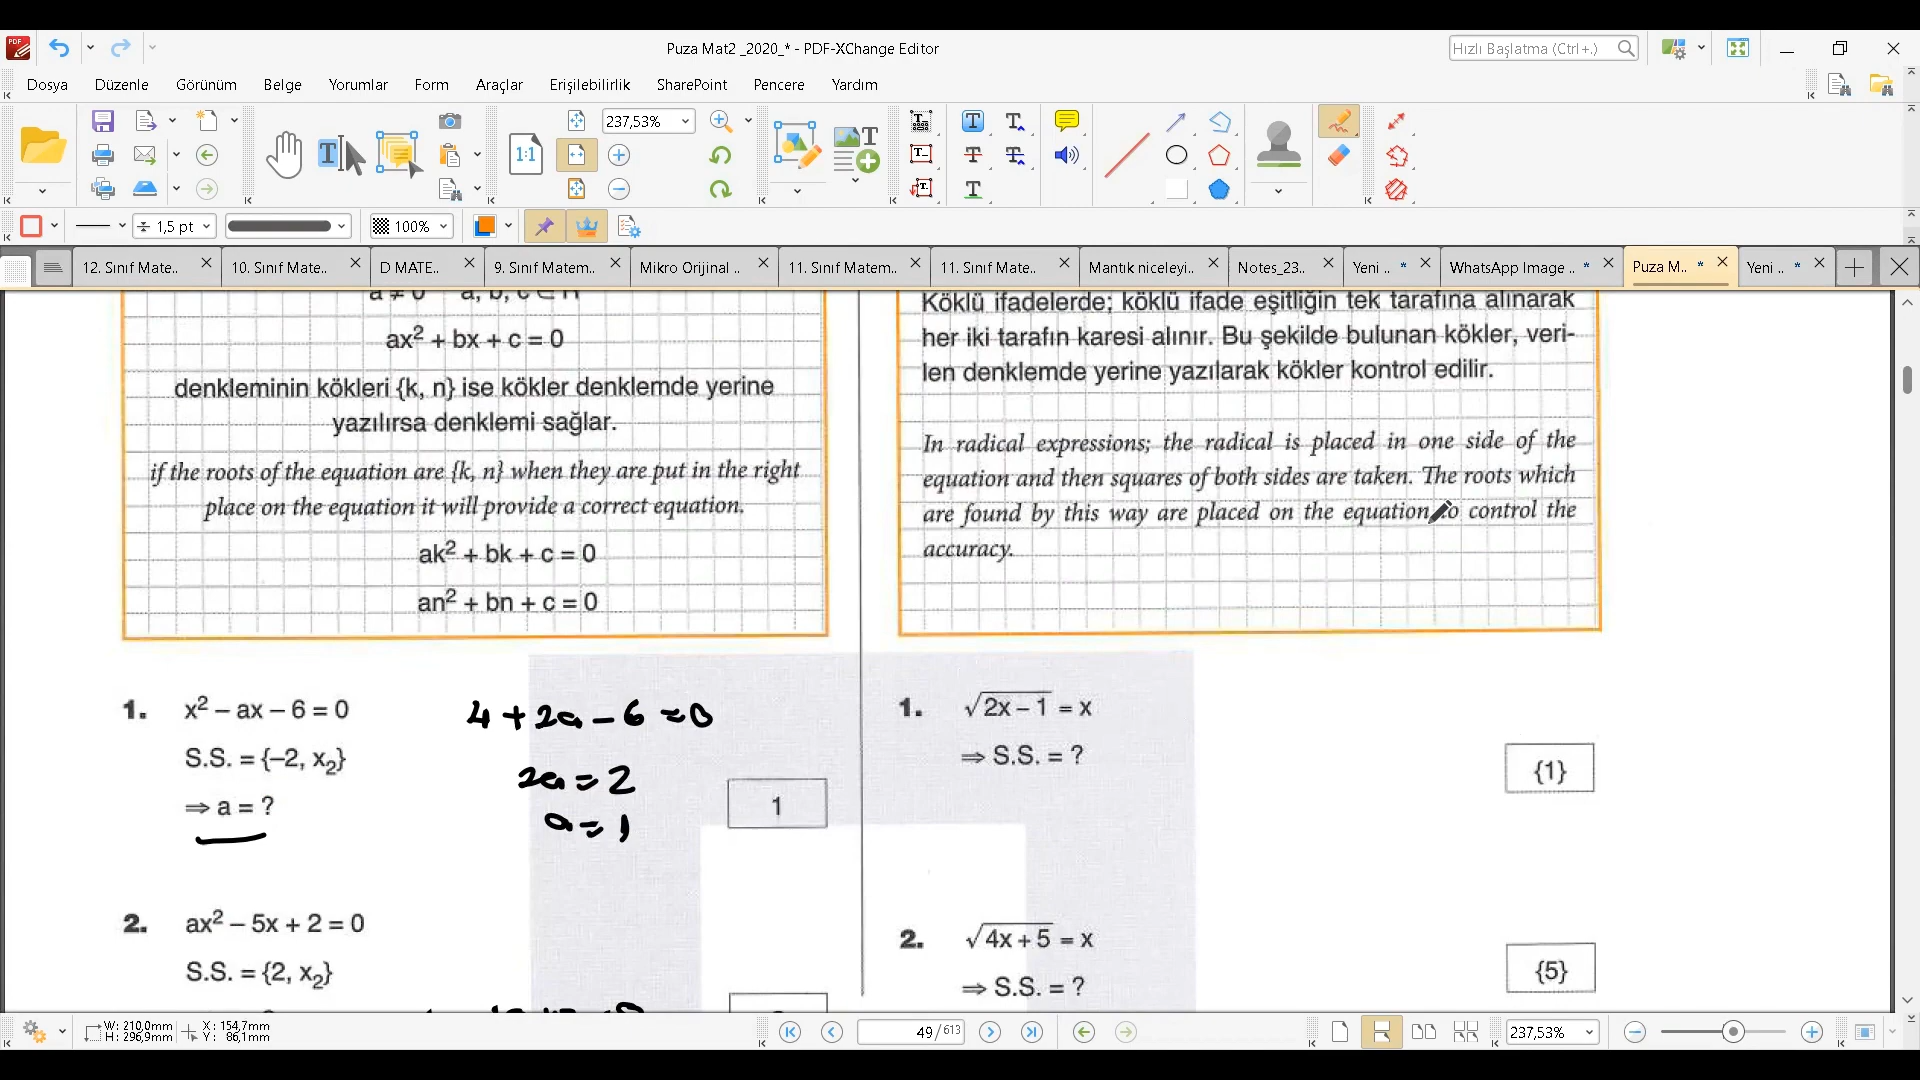 Puza Mat2 _2020_* - PDF-XChange Editor
Hızlı Başlatma (Ctrl+.)
Dosya Düzenle Görünüm Belge Yorumlar Form Araçlar Erişilebilirlik SharePoint Pencere Yardım
237,53%
1:1
1,5 pt
100%
12. Sınıf Mate..
10. Sınıf Mate..
D MATE..
9. Sınıf Matem..
Mikro Orijinal ..
11. Sınıf Matem..
11. Sınıf Mate..
Mantık niceleyi..
Notes_23..
Yeni .. *
WhatsApp Image .. *
Puza M.. *
Yeni .. *
ax² + bx + c = 0
denkleminin kökleri {k, n} ise kökler denklemde yerine
yazılırsa denklemi sağlar.
if the roots of the equation are {k, n} when they are put in the right
place on the equation it will provide a correct equation.
ak² + bk + c = 0
an² + bn + c = 0
Köklü ifadelerde; köklü ifade eşitliğin tek tarafına alınarak
her iki tarafın karesi alınır. Bu şekilde bulunan kökler, veri-
len denklemde yerine yazılarak kökler kontrol edilir.
In radical expressions; the radical is placed in one side of the
equation and then squares of both sides are taken. The roots which
are found by this way are placed on the equation to control the
accuracy.
1. x² – ax – 6 = 0
S.S. = {–2, x₂}
⇒ a = ?
4 + 2a – 6 = 0
2a = 2
a = 1
1
2. ax² – 5x + 2 = 0
S.S. = {2, x₂}
1. √2x – 1 = x
⇒ S.S. = ?
{1}
2. √4x + 5 = x
⇒ S.S. = ?
{5}
W: 210,0mm
H: 296,9mm
X: 154,7mm
Y: 86,1mm
49 / 613
237,53%